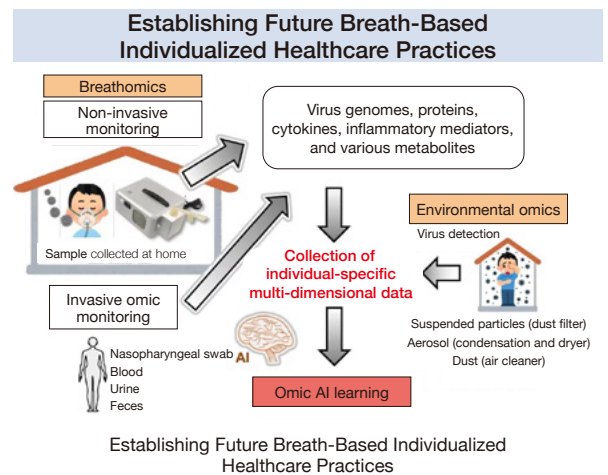 Establishing Future Breath-Based
Individualized Healthcare Practices
Breathomics
Non-invasive
monitoring
Sample collected at home
Virus genomes, proteins,
cytokines, inflammatory mediators,
and various metabolites
Environmental omics
Virus detection
Collection of
individual-specific
multi-dimensional data
Suspended particles (dust filter)
Aerosol (condensation and dryer)
Dust (air cleaner)
Invasive omic
monitoring
Nasopharyngeal swab
Blood
Urine
Feces
AI
Omic AI learning
Establishing Future Breath-Based Individualized
Healthcare Practices